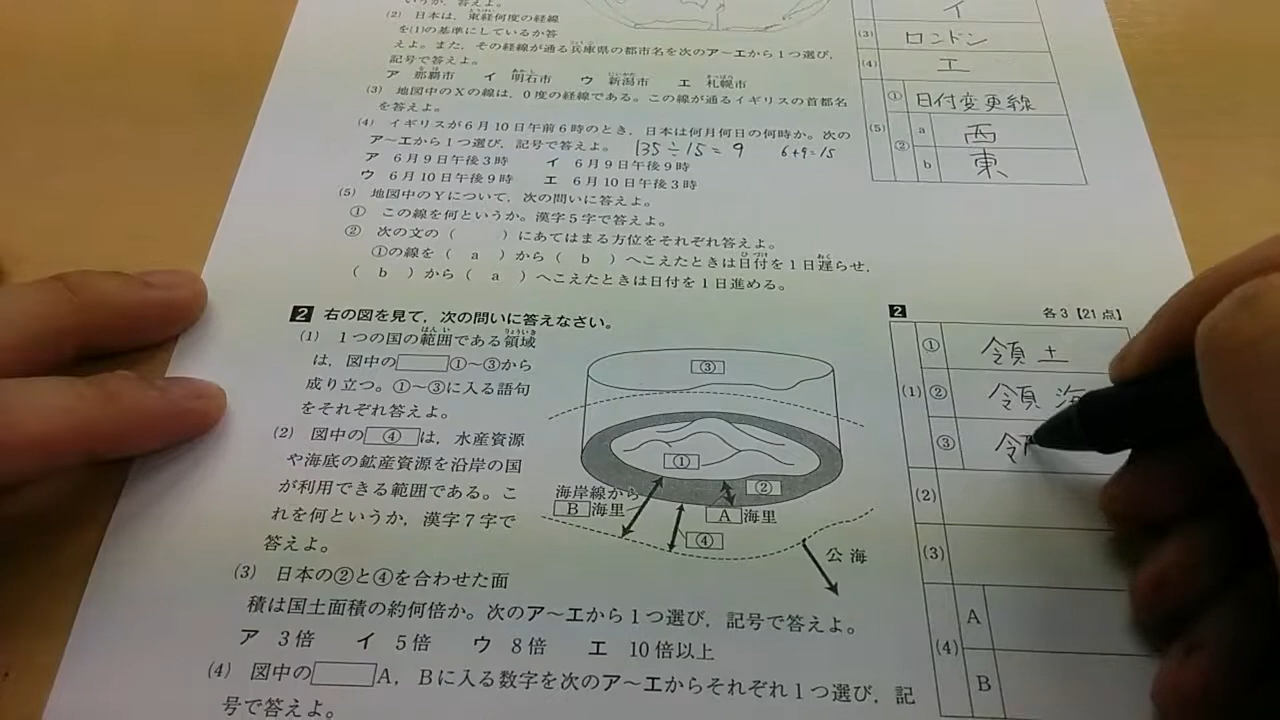 いうか，答えよ。
(2) 日本は，東経何度の経線
を(1)の基準にしているか答
えよ。また，その経線が通る兵庫県の都市名を次のア～エから１つ選び，
記号で答えよ。
ア 那覇市 イ 明石市 ウ 新潟市 エ 札幌市
(3) 地図中のXの線は，０度の経線である。この線が通るイギリスの首都名
を答えよ。
(4) イギリスが６月10日午前６時のとき，日本は何月何日の何時か。次の
ア～エから１つ選び，記号で答えよ。 135÷15=9 6+9=15
ア ６月９日午後３時 イ ６月９日午後９時
ウ ６月10日午後９時 エ ６月10日午後３時
(5) 地図中のYについて，次の問いに答えよ。
① この線を何というか。漢字５字で答えよ。
② 次の文の（ ）にあてはまる方位をそれぞれ答えよ。
①の線を（ a ）から（ b ）へこえたときは日付を１日遅らせ，
（ b ）から（ a ）へこえたときは日付を１日進める。
イ
(3) ロンドン
(4) エ
(5) ① 日付変更線
② a 西
b 東
2 右の図を見て，次の問いに答えなさい。
(1) １つの国の範囲である領域
は，図中の ①～③から
成り立つ。①～③に入る語句
をそれぞれ答えよ。
(2) 図中の④は，水産資源
や海底の鉱産資源を沿岸の国
が利用できる範囲である。こ
れを何というか，漢字７字で
答えよ。
(3) 日本の②と④を合わせた面
積は国土面積の約何倍か。次のア～エから１つ選び，記号で答えよ。
ア ３倍 イ ５倍 ウ ８倍 エ 10倍以上
(4) 図中の A，Bに入る数字を次のア～エからそれぞれ１つ選び，記
号で答えよ。
③
①
②
海岸線から
B 海里
A 海里
④
公海
2 各３【21点】
(1) ① 領土
② 領海
③
(2)
(3)
(4) A
B